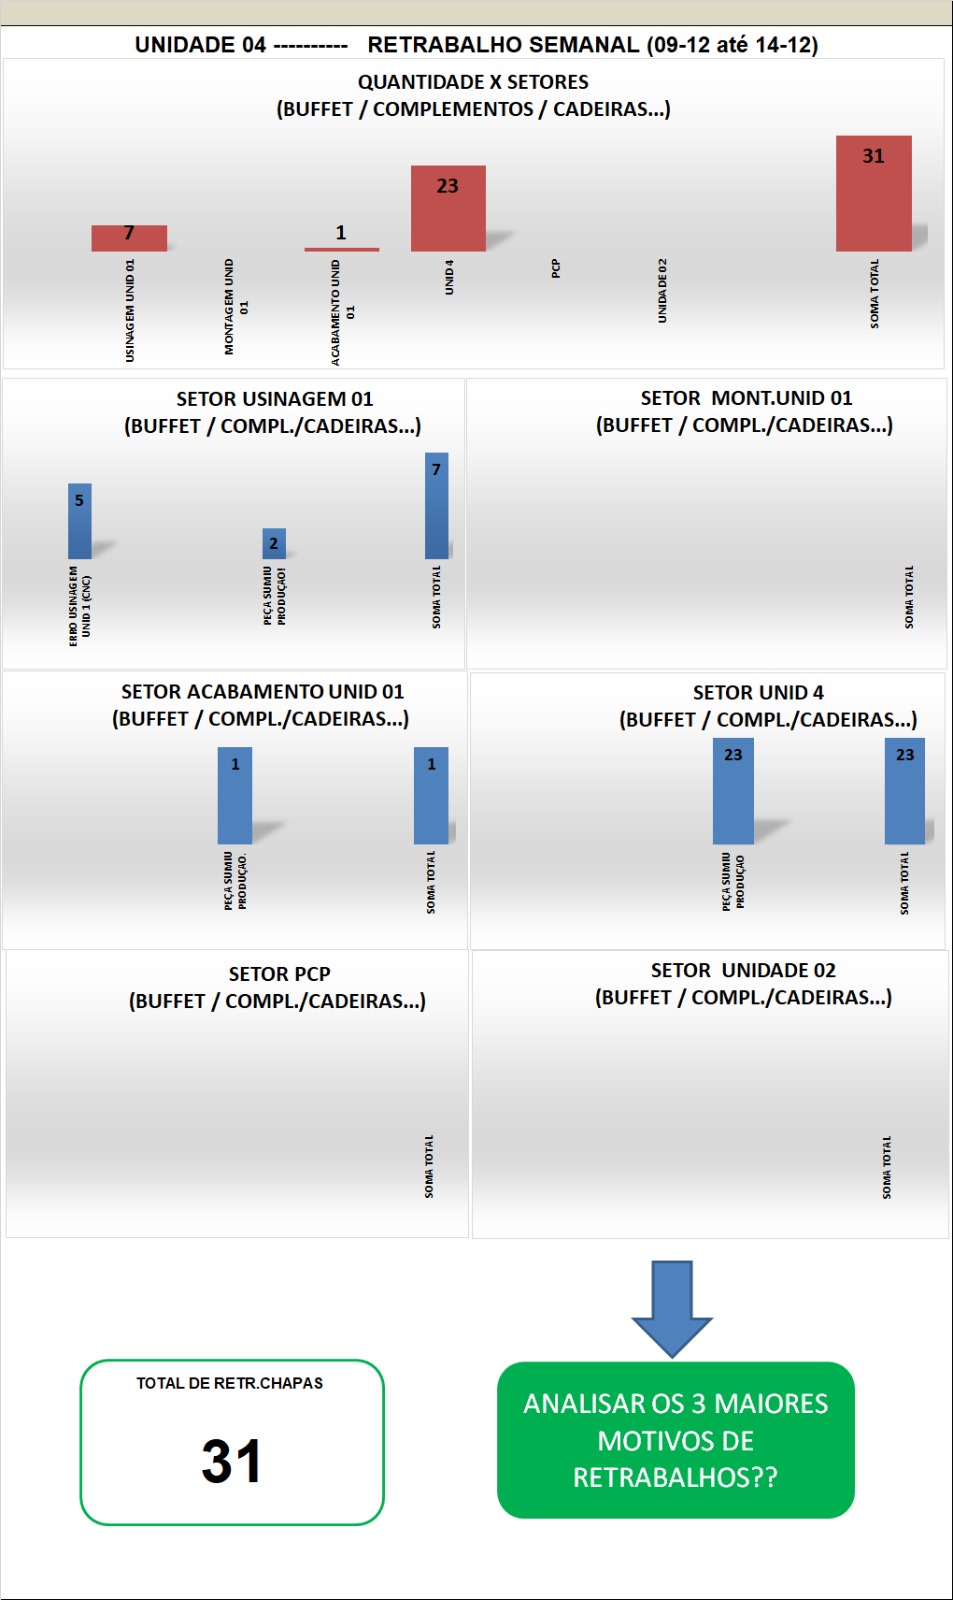 UNIDADE 04 ---------- RETRABALHO SEMANAL (09-12 até 14-12)
QUANTIDADE X SETORES
(BUFFET / COMPLEMENTOS / CADEIRAS...)
7
1
23
31
USINAGEM UNID 01
MONTAGEM UNID
01
ACABAMENTO UNID
01
UNID 4
PCP
UNIDADE 02
SOMA TOTAL
SETOR USINAGEM 01
(BUFFET / COMPL./CADEIRAS...)
5
2
7
ERRO USINAGEM
UNID 1 (CNC)
PEÇA SUMIU
PRODUÇAO!
SOMA TOTAL
SETOR MONT.UNID 01
(BUFFET / COMPL./CADEIRAS...)
SOMA TOTAL
SETOR ACABAMENTO UNID 01
(BUFFET / COMPL./CADEIRAS...)
1
1
PEÇA SUMIU
PRODUÇAO.
SOMA TOTAL
SETOR UNID 4
(BUFFET / COMPL./CADEIRAS...)
23
23
PEÇA SUMIU
PRODUÇAO
SOMA TOTAL
SETOR PCP
(BUFFET / COMPL./CADEIRAS...)
SOMA TOTAL
SETOR UNIDADE 02
(BUFFET / COMPL./CADEIRAS...)
SOMA TOTAL
TOTAL DE RETR.CHAPAS
31
ANALISAR OS 3 MAIORES
MOTIVOS DE
RETRABALHOS??